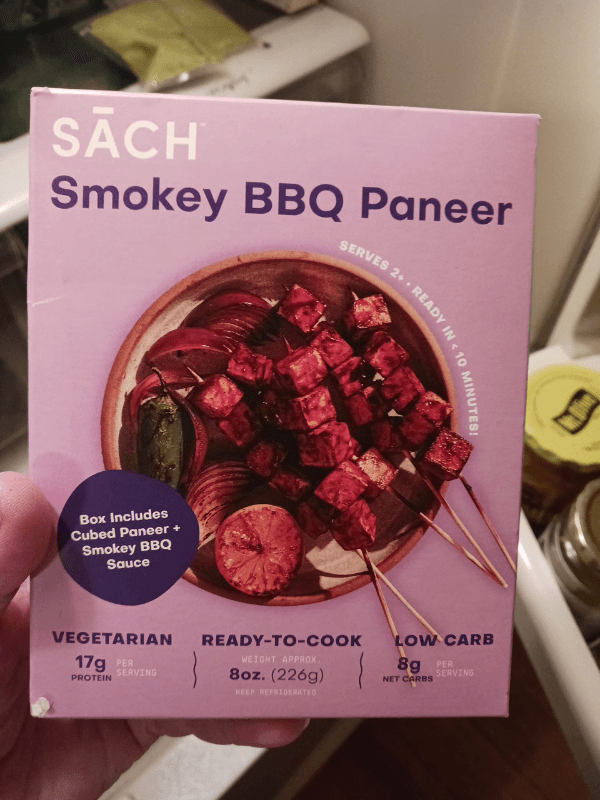 SĀCH™
Smokey BBQ Paneer
SERVES 2+ • READY IN < 10 MINUTES!
Box Includes
Cubed Paneer +
Smokey BBQ
Sauce
VEGETARIAN
17g PER SERVING
PROTEIN
READY-TO-COOK
WEIGHT APPROX.
8oz. (226g)
KEEP REFRIGERATED
LOW CARB
8g PER SERVING
NET CARBS